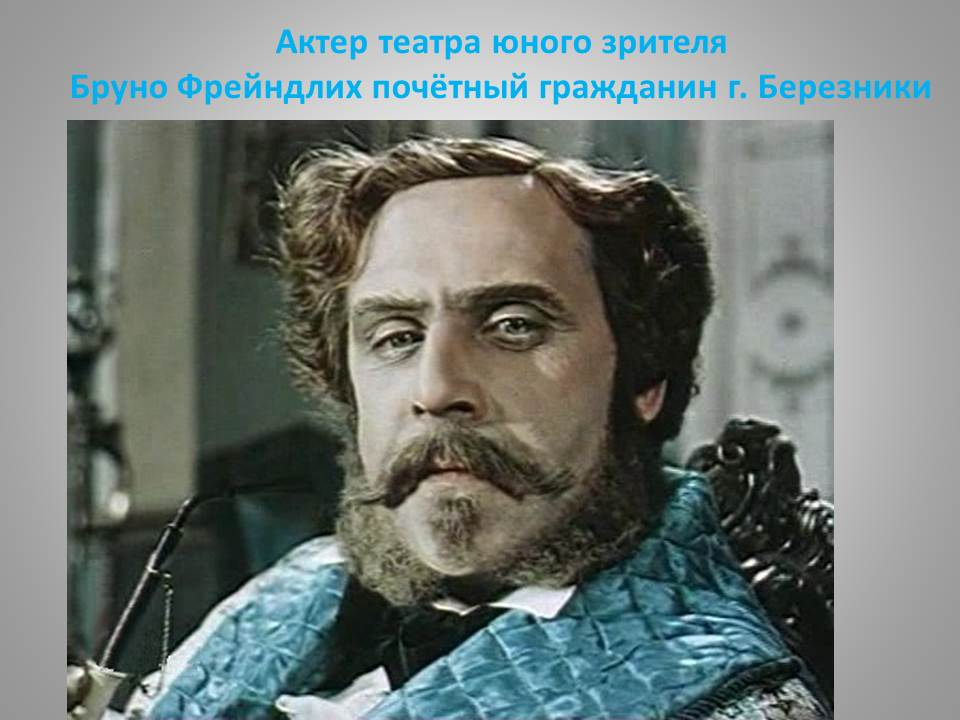 Актер театра юного зрителя
Бруно Фрейндлих почётный гражданин г. Березники